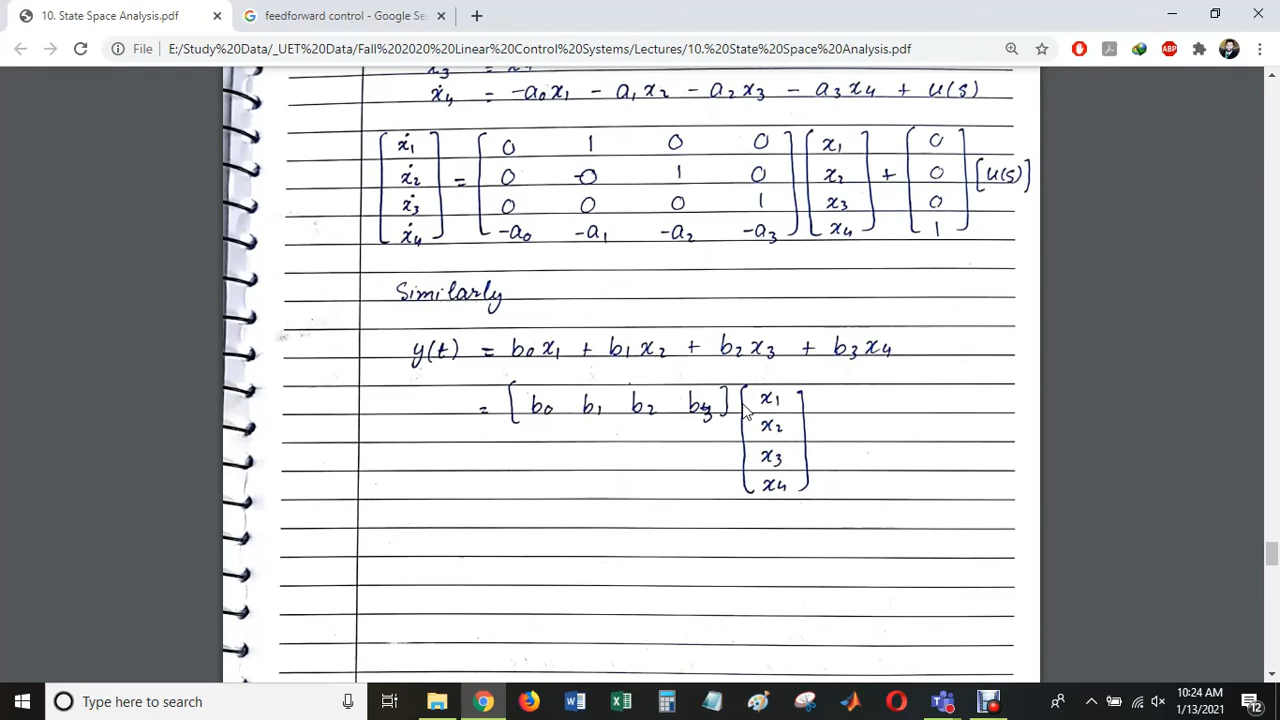 10. State Space Analysis.pdf
feedforward control - Google Se
File
E:/Study%20Data/_UET%20Data/Fall%202020%20Linear%20Control%20Systems/Lectures/10.%20State%20Space%20Analysis.pdf
ẋ4 = -a0x1 - a1x2 - a2x3 - a3x4 + u(s)
[ẋ1 = [0 1 0 0 [x1 + [0
ẋ2 0 -0 1 0 x2 0 [u(s)]
ẋ3 0 0 0 1 x3 0
ẋ4] -a0 -a1 -a2 -a3] x4] 1]
Similarly
y(t) = b0x1 + b1x2 + b2x3 + b3x4
= [b0 b1 b2 b3] [x1
x2
x3
x4]
Type here to search
10:24 AM
1/13/2021
12
ABP